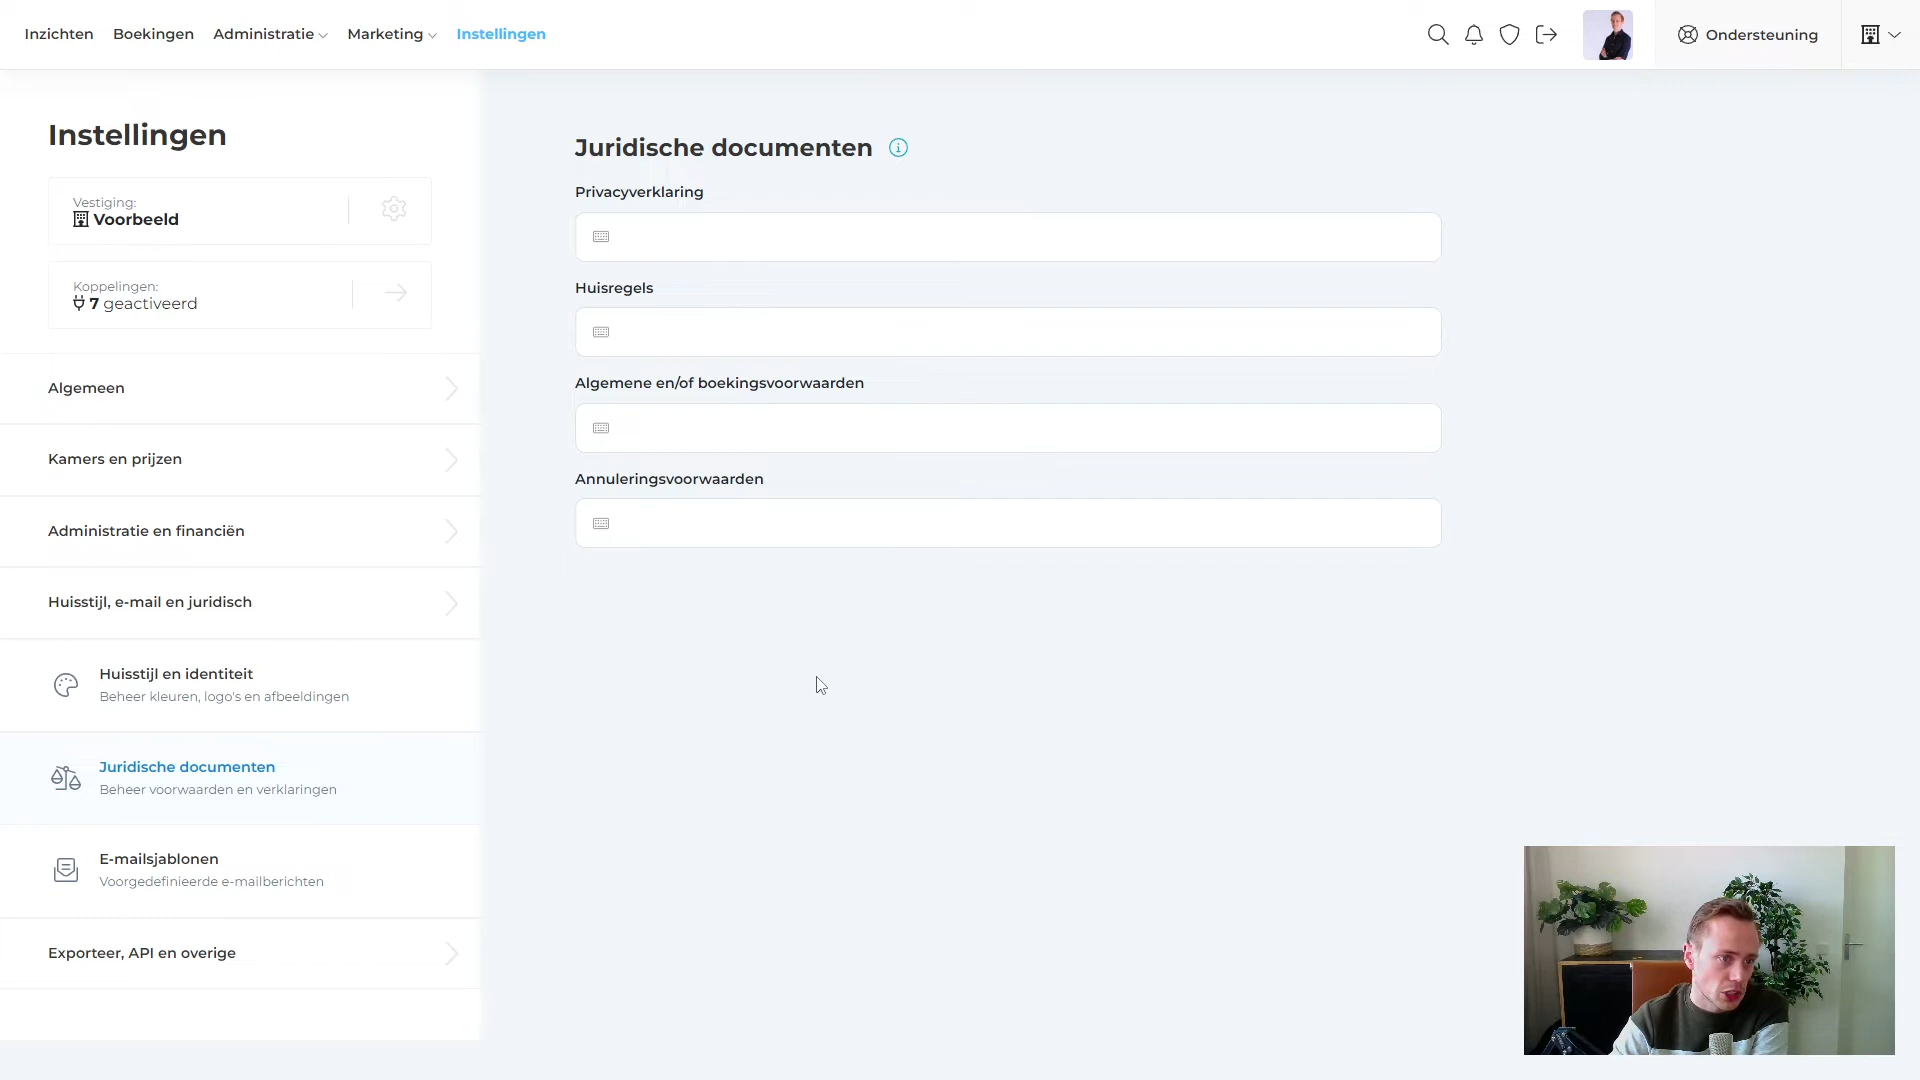 Inzichten
Boekingen
Administratie
Marketing
Instellingen
Ondersteuning
Instellingen
Vestiging:
Voorbeeld
Koppelingen:
7 geactiveerd
Algemeen
Kamers en prijzen
Administratie en financiën
Huisstijl, e-mail en juridisch
Huisstijl en identiteit
Beheer kleuren, logo's en afbeeldingen
Juridische documenten
Beheer voorwaarden en verklaringen
E-mailsjablonen
Voorgedefinieerde e-mailberichten
Exporteer, API en overige
Juridische documenten
Privacyverklaring
Huisregels
Algemene en/of boekingsvoorwaarden
Annuleringsvoorwaarden